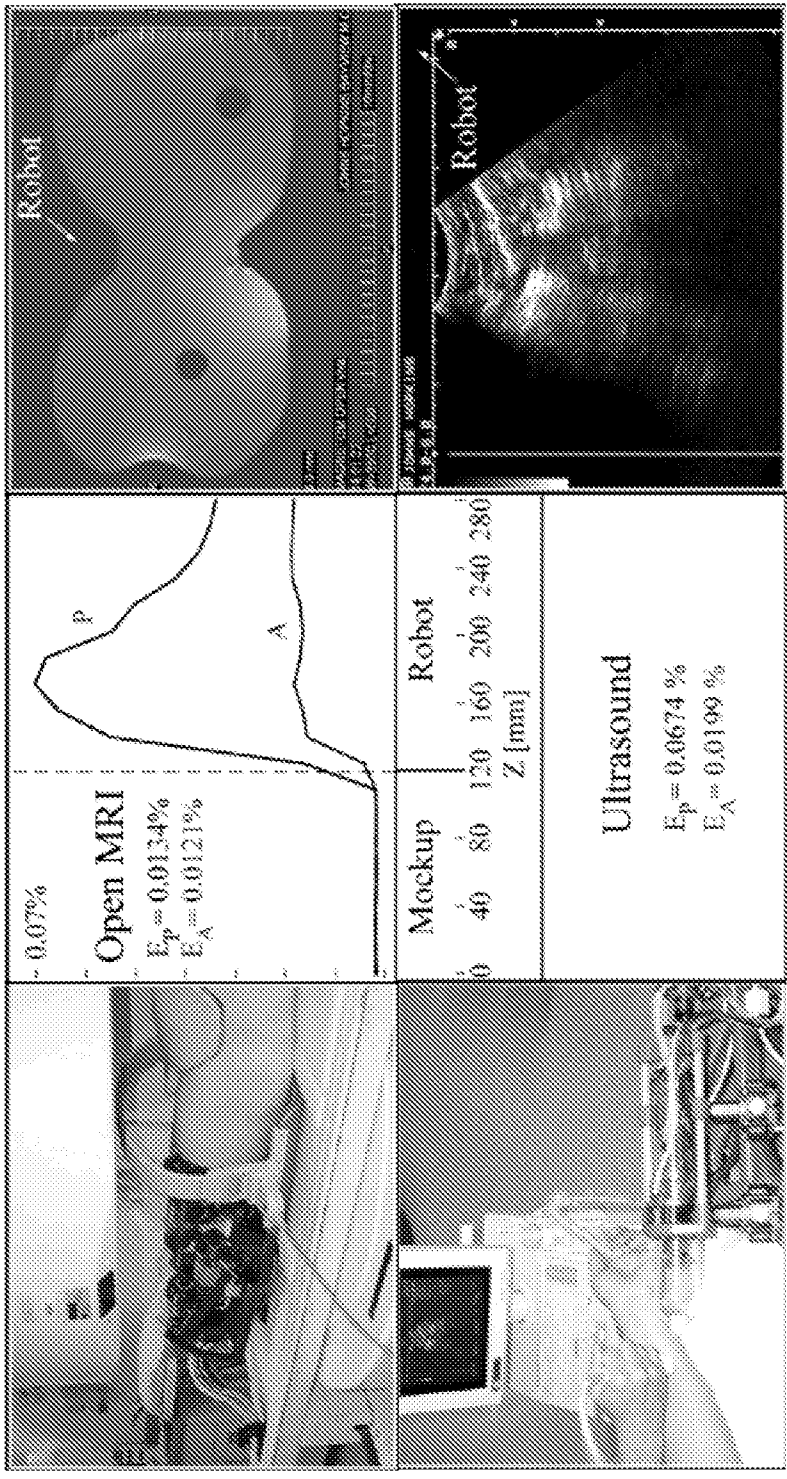 Robot
Robot
0.07%
Open MRI
E_P = 0.0134%
E_A = 0.0121%
P
A
Mockup
Robot
0 40 80 120 160 200 240 280
Z [mm]
Ultrasound
E_P = 0.0674 %
E_A = 0.0199 %